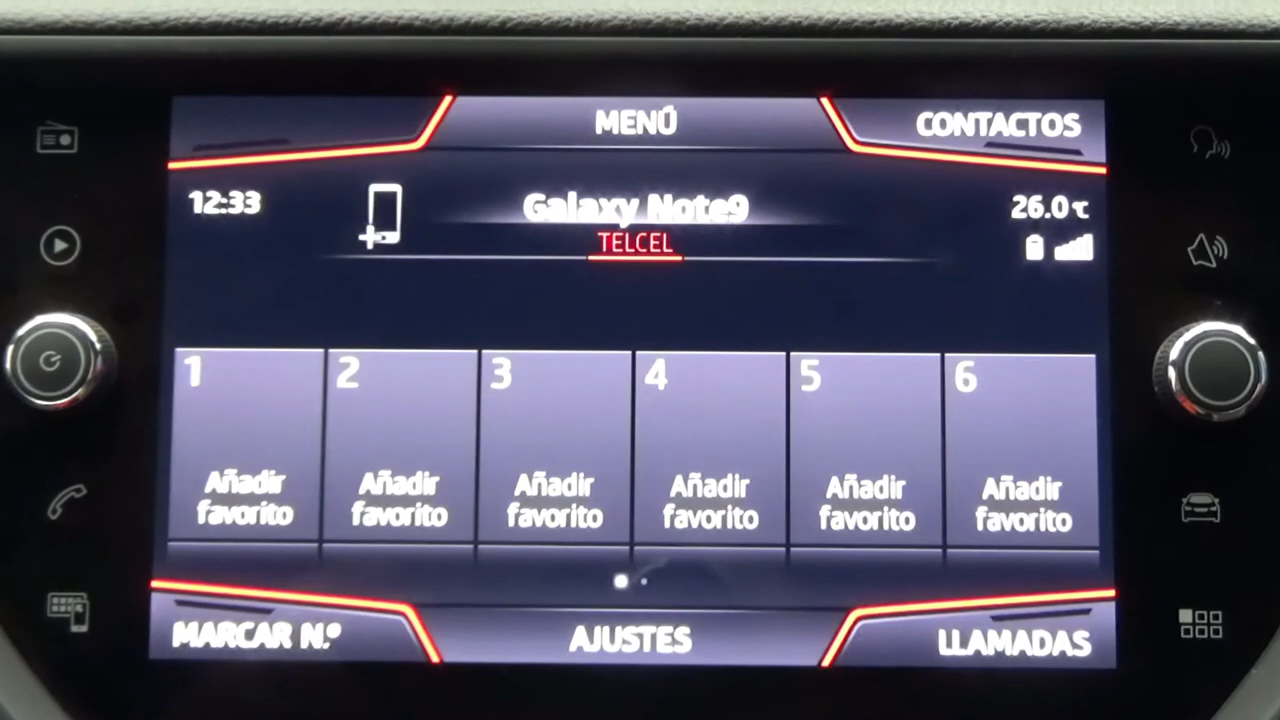 MENÚ
CONTACTOS
12:33
Galaxy Note9
26.0°C
TELCEL
1
2
3
4
5
6
Añadir
favorito
Añadir
favorito
Añadir
favorito
Añadir
favorito
Añadir
favorito
Añadir
favorito
MARCAR N.º
AJUSTES
LLAMADAS